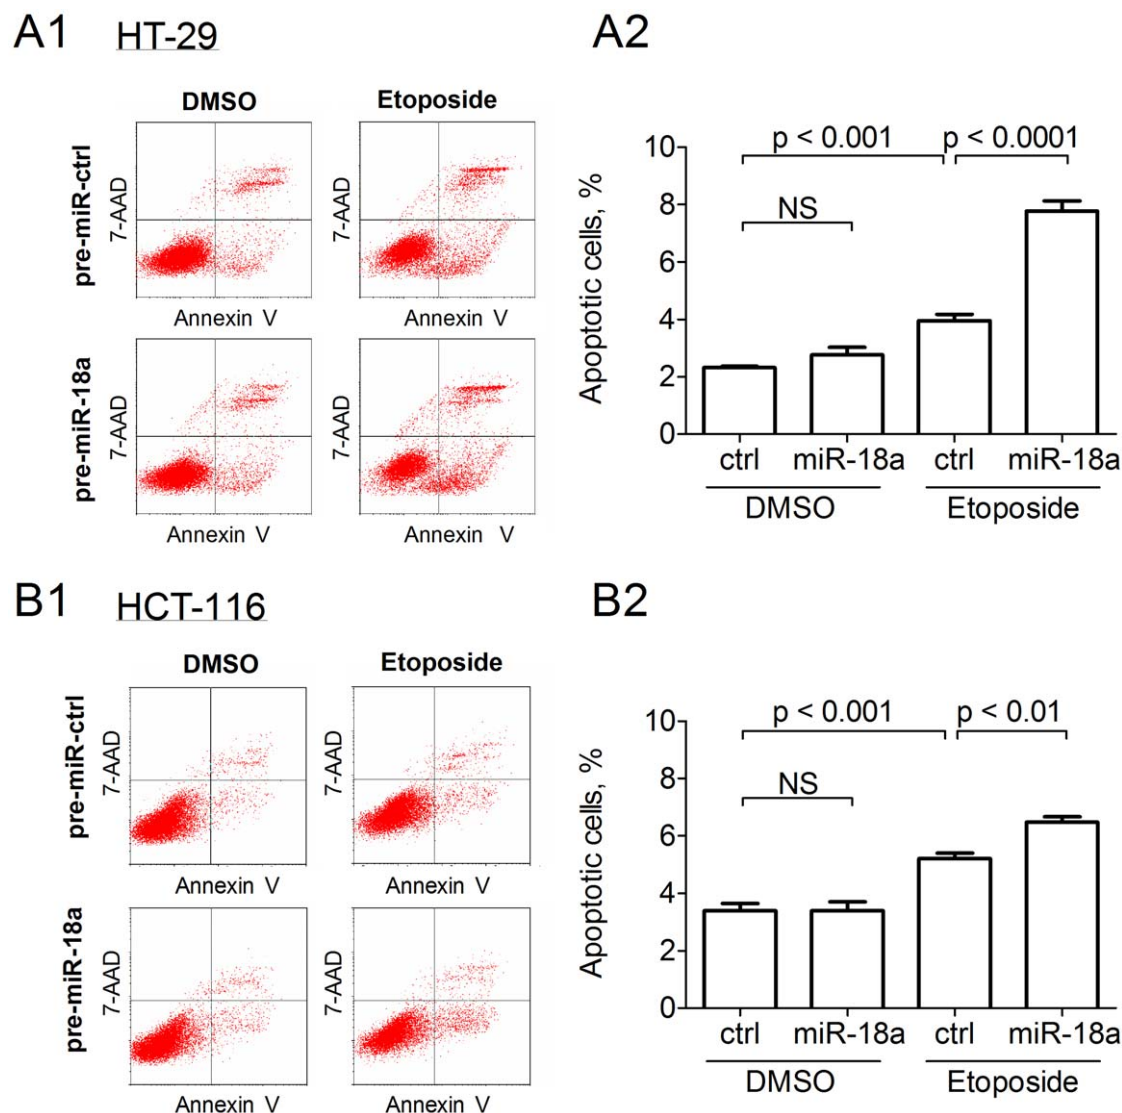 A1 HT-29
A2
DMSO
Etoposide
pre-miR-ctrl
7-AAD
7-AAD
Annexin V
Annexin V
pre-miR-18a
7-AAD
7-AAD
Annexin V
Annexin V
p < 0.001
p < 0.0001
NS
Apoptotic cells, %
10
8
6
4
2
0
ctrl
miR-18a
ctrl
miR-18a
DMSO
Etoposide
B1 HCT-116
B2
DMSO
Etoposide
pre-miR-ctrl
7-AAD
7-AAD
Annexin V
Annexin V
pre-miR-18a
7-AAD
7-AAD
Annexin V
Annexin V
p < 0.001
p < 0.01
NS
Apoptotic cells, %
10
8
6
4
2
0
ctrl
miR-18a
ctrl
miR-18a
DMSO
Etoposide